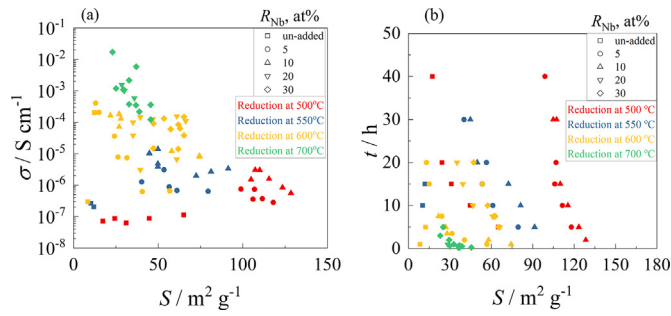 (a)
R_Nb, at%
un-added
5
10
20
30
Reduction at 500°C
Reduction at 550°C
Reduction at 600°C
Reduction at 700°C
σ / S cm⁻¹
10⁰
10⁻¹
10⁻²
10⁻³
10⁻⁴
10⁻⁵
10⁻⁶
10⁻⁷
10⁻⁸
0 50 100 150
S / m² g⁻¹
(b)
R_Nb, at%
un-added
5
10
20
30
Reduction at 500 °C
Reduction at 550 °C
Reduction at 600 °C
Reduction at 700 °C
t / h
50
40
30
20
10
0
0 30 60 90 120 150 180
S / m² g⁻¹